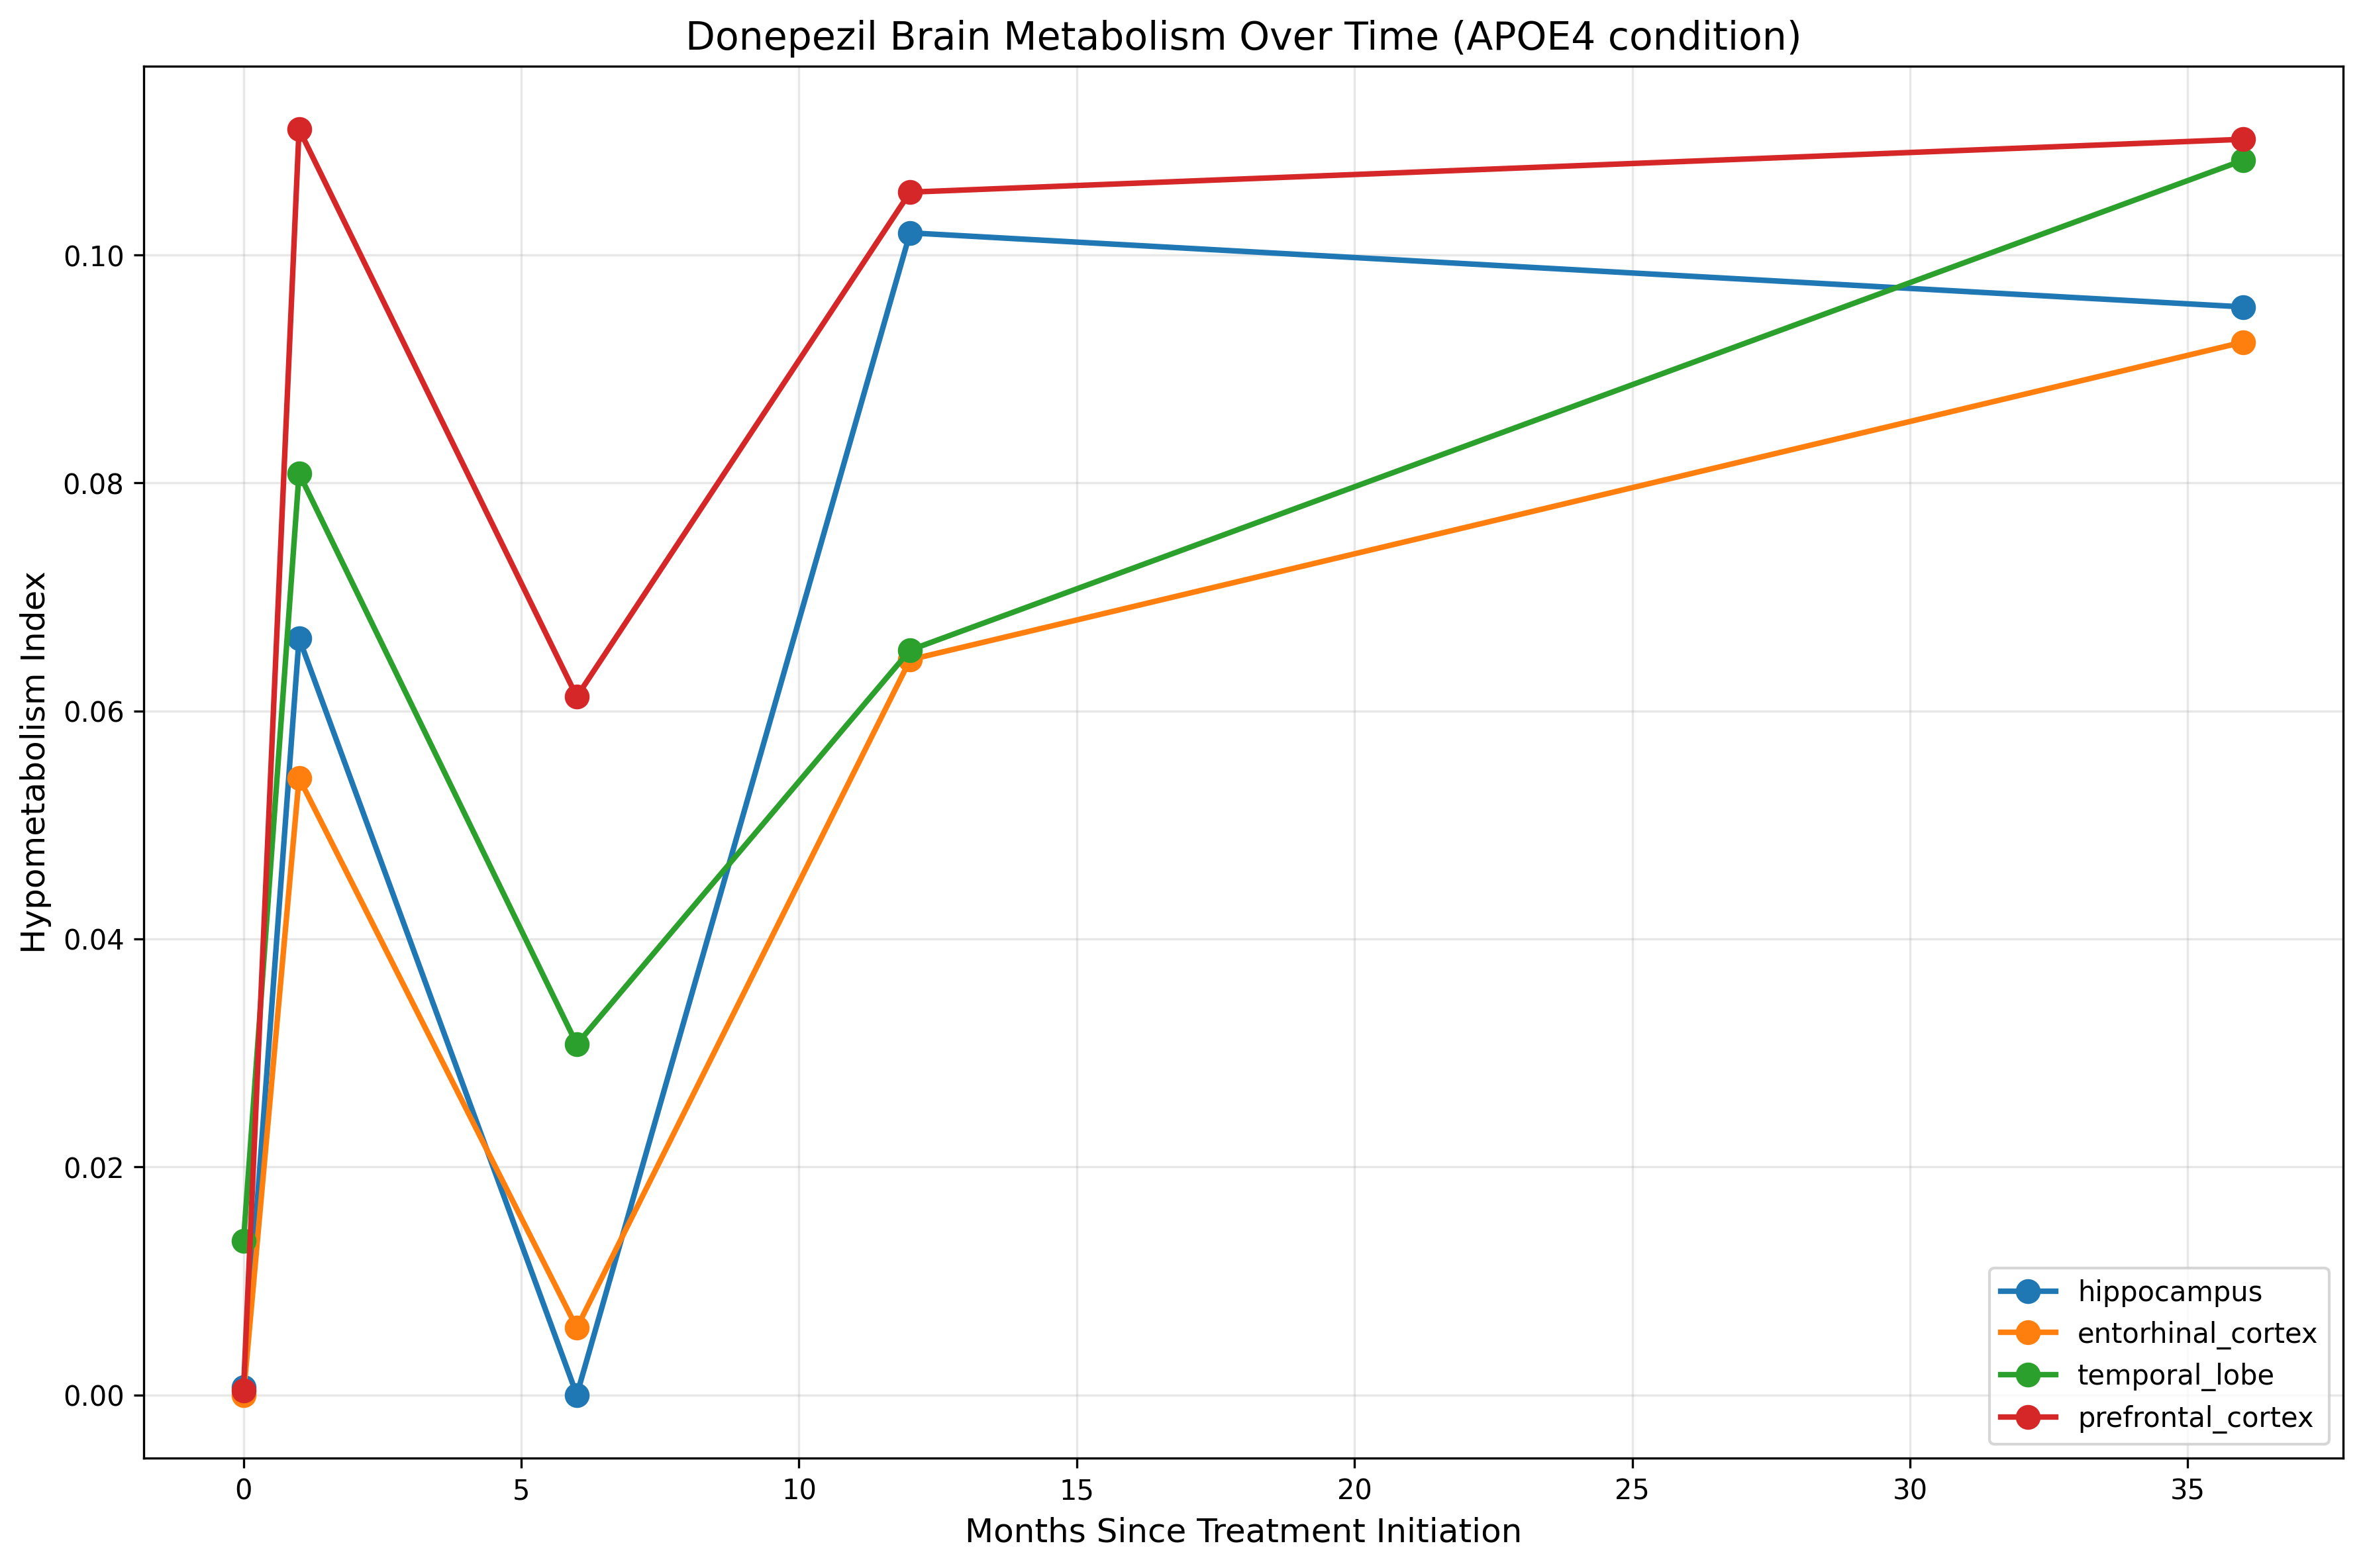 Donepezil Brain Metabolism Over Time (APOE4 condition)
Hypometabolism Index
0.10
0.08
0.06
0.04
0.02
0.00
0 5 10 15 20 25 30 35
Months Since Treatment Initiation
hippocampus
entorhinal_cortex
temporal_lobe
prefrontal_cortex